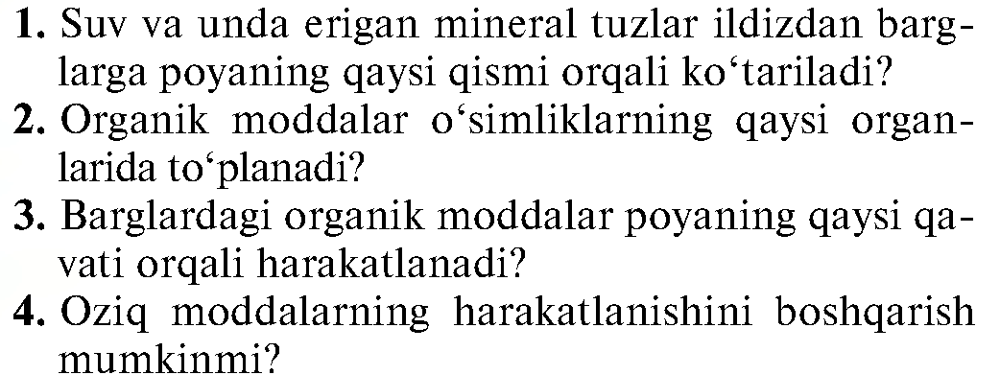 1. Suv va unda erigan mineral tuzlar ildizdan barg-
larga poyaning qaysi qismi orqali ko‘tariladi?
2. Organik moddalar o‘simliklarning qaysi organ-
larida to‘planadi?
3. Barglardagi organik moddalar poyaning qaysi qa-
vati orqali harakatlanadi?
4. Oziq moddalarning harakatlanishini boshqarish
mumkinmi?